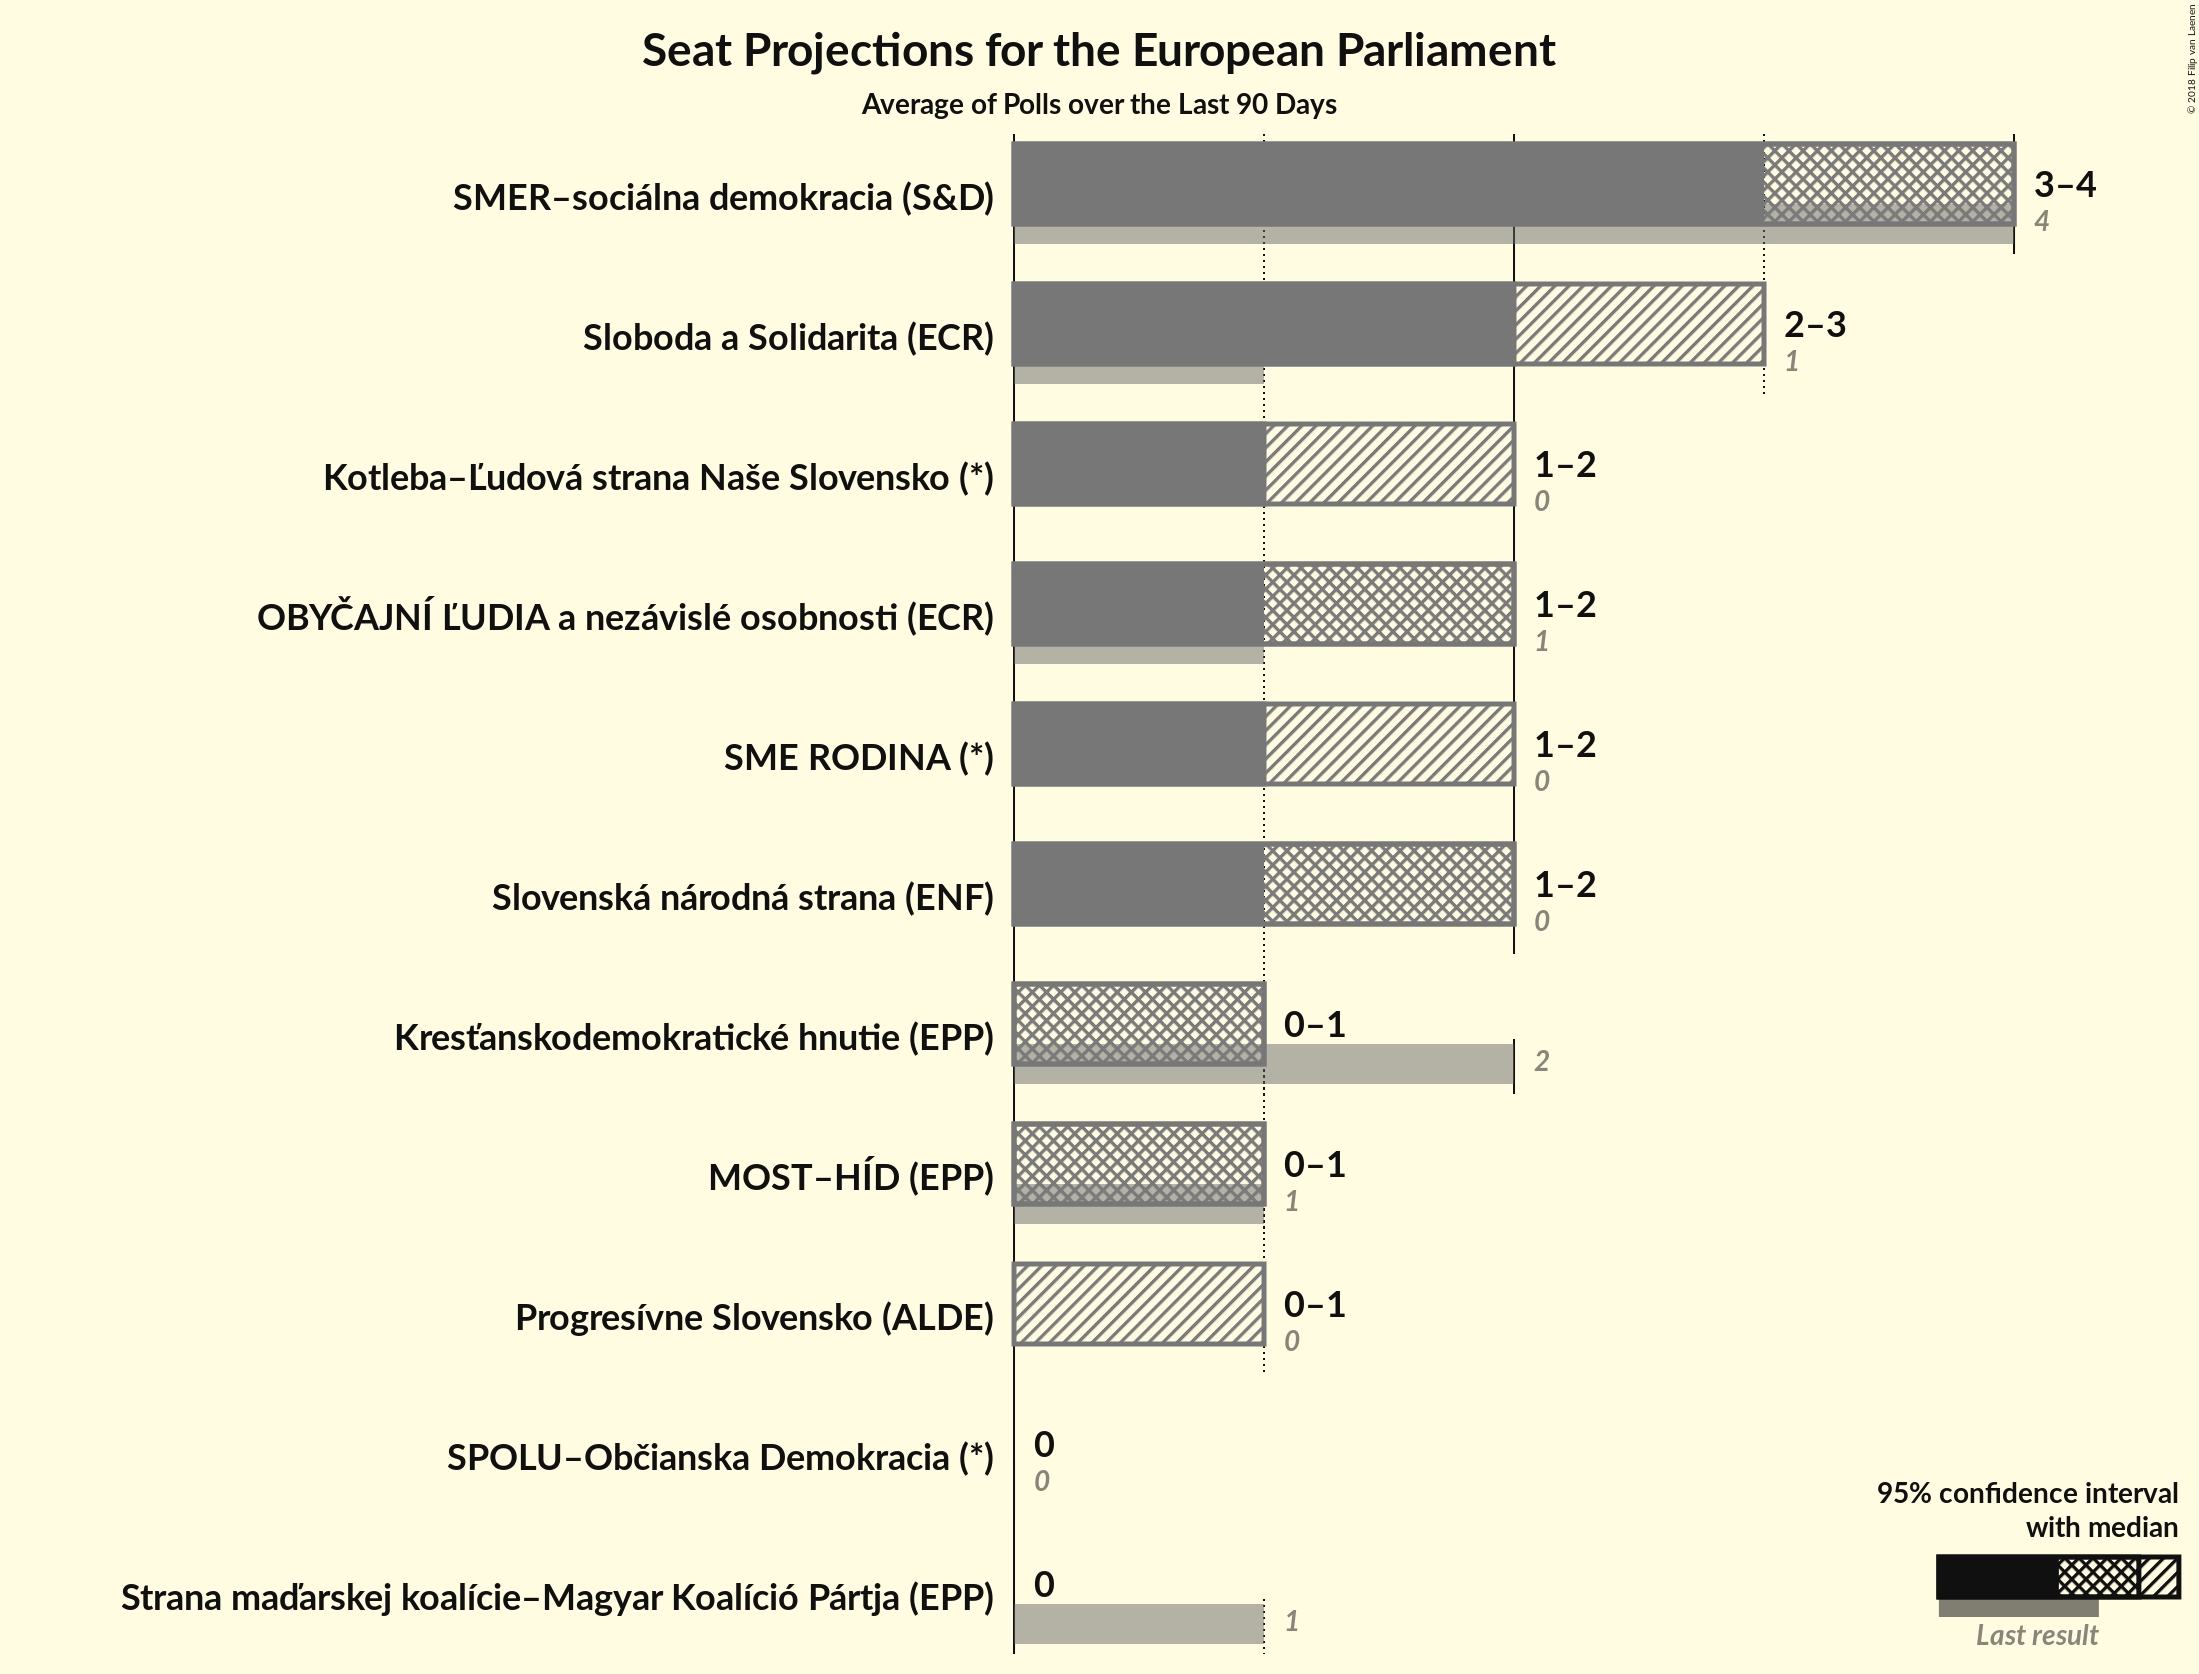 Seat Projections for the European Parliament
Average of Polls over the Last 90 Days
© 2018 Filip van Laenen
SMER–sociálna demokracia (S&D)
3–4
4
Sloboda a Solidarita (ECR)
2–3
1
Kotleba–Ľudová strana Naše Slovensko (*)
1–2
0
OBYČAJNÍ ĽUDIA a nezávislé osobnosti (ECR)
1–2
1
SME RODINA (*)
1–2
0
Slovenská národná strana (ENF)
1–2
0
Kresťanskodemokratické hnutie (EPP)
0–1
2
MOST–HÍD (EPP)
0–1
1
Progresívne Slovensko (ALDE)
0–1
0
SPOLU–Občianska Demokracia (*)
0
0
Strana maďarskej koalície–Magyar Koalíció Pártja (EPP)
0
1
95% confidence interval
with median
Last result